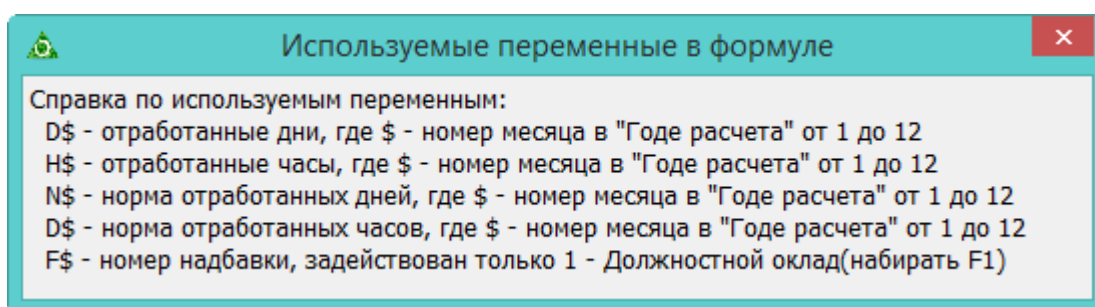 Используемые переменные в формуле
Справка по используемым переменным:
D$ - отработанные дни, где $ - номер месяца в "Годе расчета" от 1 до 12
H$ - отработанные часы, где $ - номер месяца в "Годе расчета" от 1 до 12
N$ - норма отработанных дней, где $ - номер месяца в "Годе расчета" от 1 до 12
D$ - норма отработанных часов, где $ - номер месяца в "Годе расчета" от 1 до 12
F$ - номер надбавки, задействован только 1 - Должностной оклад(набирать F1)